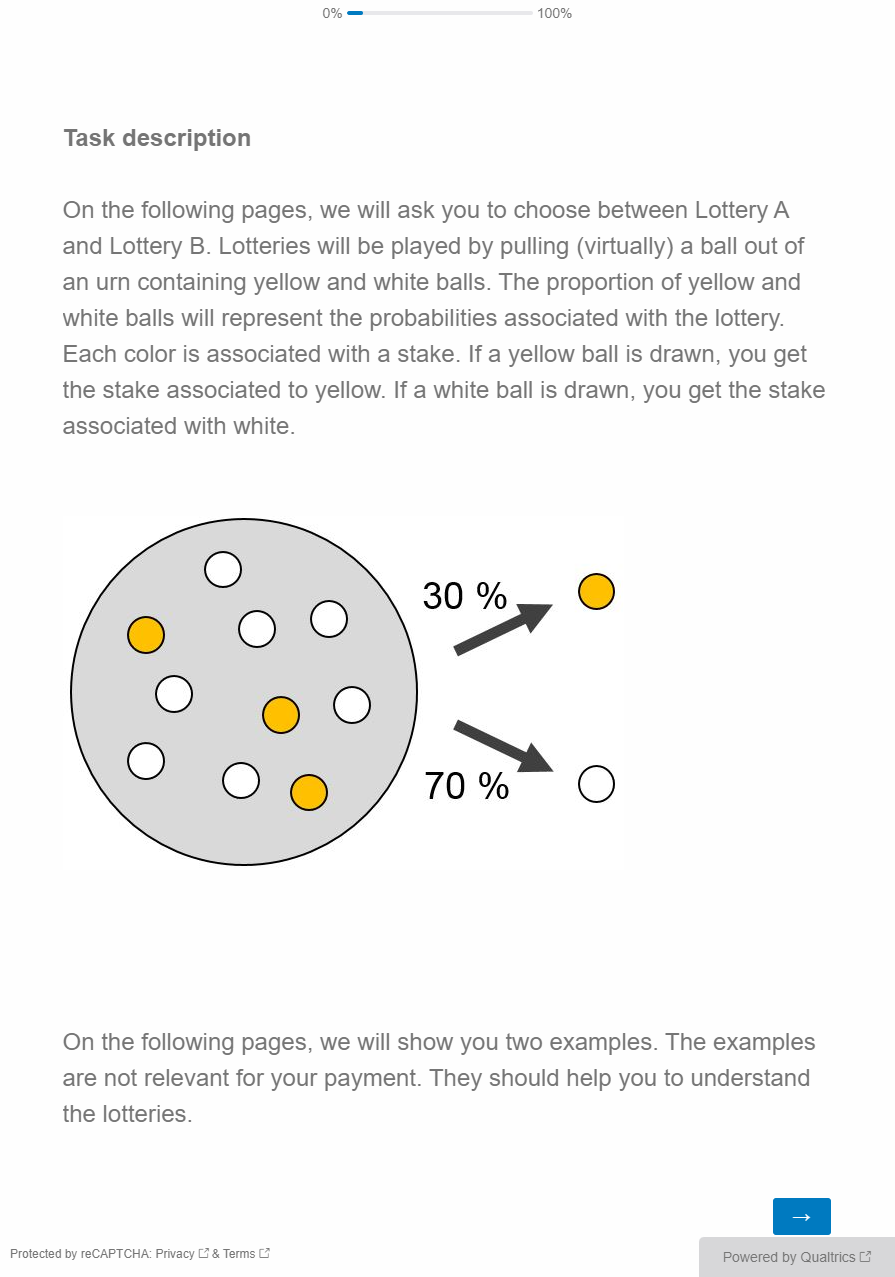 0% 100%
Task description
On the following pages, we will ask you to choose between Lottery A
and Lottery B. Lotteries will be played by pulling (virtually) a ball out of
an urn containing yellow and white balls. The proportion of yellow and
white balls will represent the probabilities associated with the lottery.
Each color is associated with a stake. If a yellow ball is drawn, you get
the stake associated to yellow. If a white ball is drawn, you get the stake
associated with white.
30 %
70 %
On the following pages, we will show you two examples. The examples
are not relevant for your payment. They should help you to understand
the lotteries.
→
Protected by reCAPTCHA: Privacy & Terms
Powered by Qualtrics